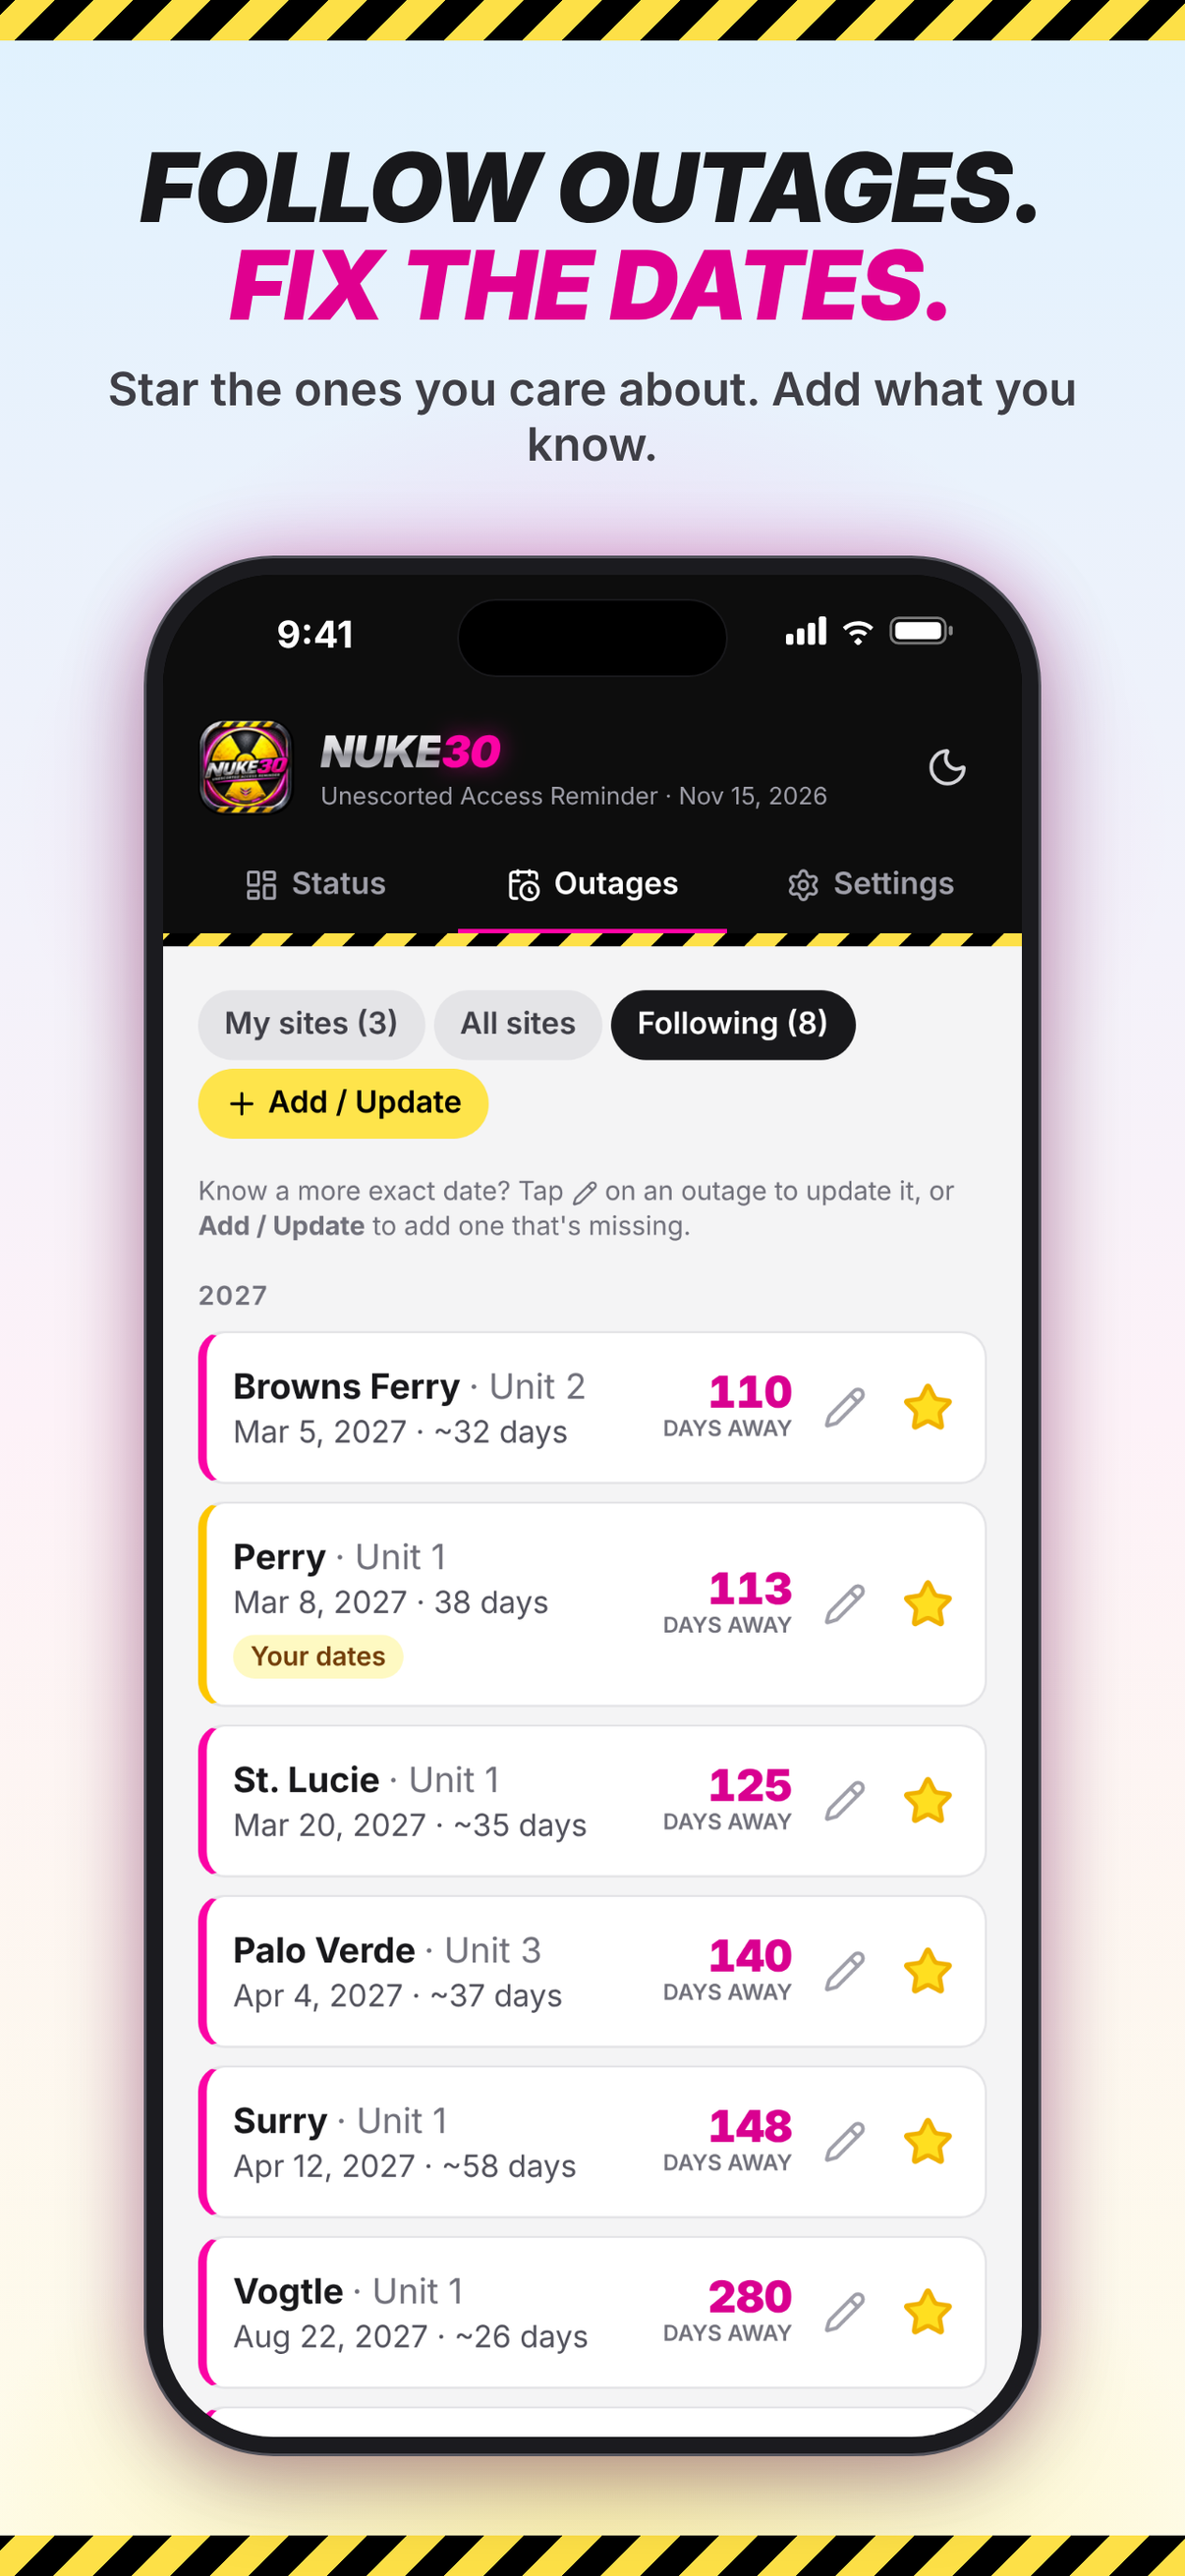 FOLLOW OUTAGES.
FIX THE DATES.
Star the ones you care about. Add what you
know.
9:41
NUKE30
NUKE30
Unescorted Access Reminder · Nov 15, 2026
Status
Outages
Settings
My sites (3)
All sites
Following (8)
+ Add / Update
Know a more exact date? Tap on an outage to update it, or
Add / Update to add one that's missing.
2027
Browns Ferry · Unit 2
Mar 5, 2027 · ~32 days
110
DAYS AWAY
Perry · Unit 1
Mar 8, 2027 · 38 days
Your dates
113
DAYS AWAY
St. Lucie · Unit 1
Mar 20, 2027 · ~35 days
125
DAYS AWAY
Palo Verde · Unit 3
Apr 4, 2027 · ~37 days
140
DAYS AWAY
Surry · Unit 1
Apr 12, 2027 · ~58 days
148
DAYS AWAY
Vogtle · Unit 1
Aug 22, 2027 · ~26 days
280
DAYS AWAY